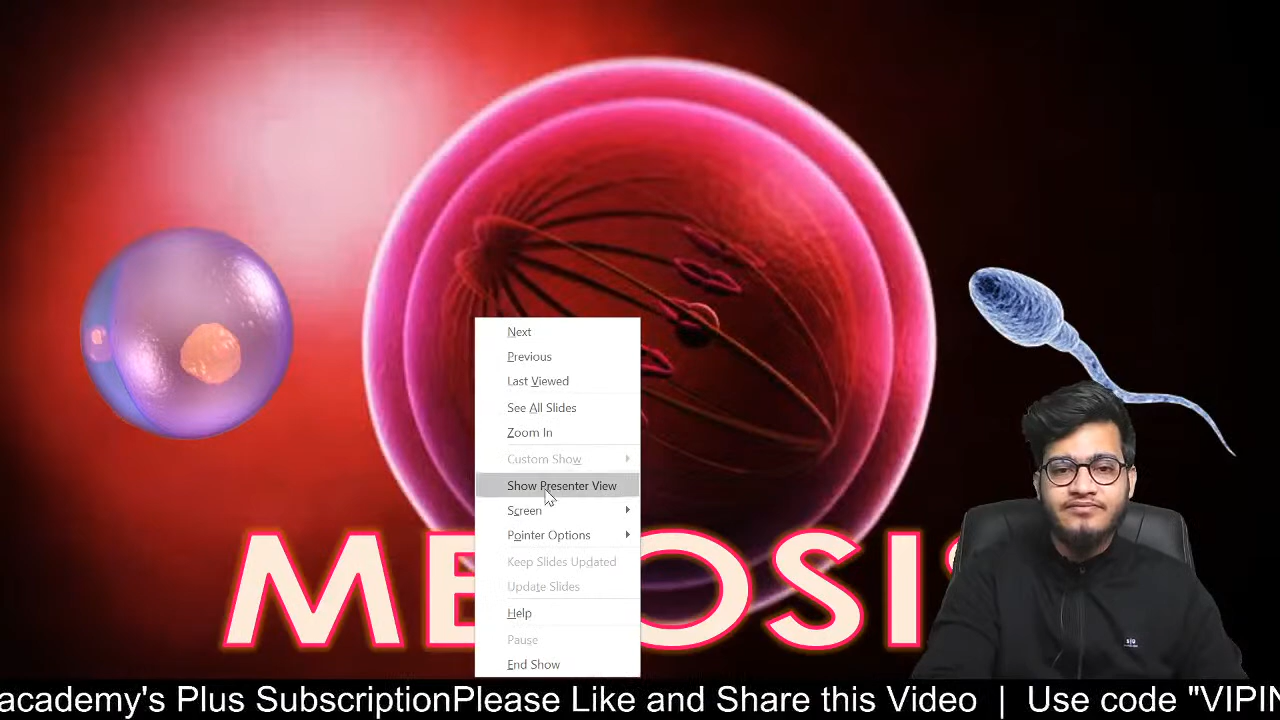 Next
Previous
Last Viewed
See All Slides
Zoom In
Custom Show
Show Presenter View
Screen
Pointer Options
Keep Slides Updated
Update Slides
Help
Pause
End Show
academy's Plus SubscriptionPlease Like and Share this Video | Use code "VIPIN